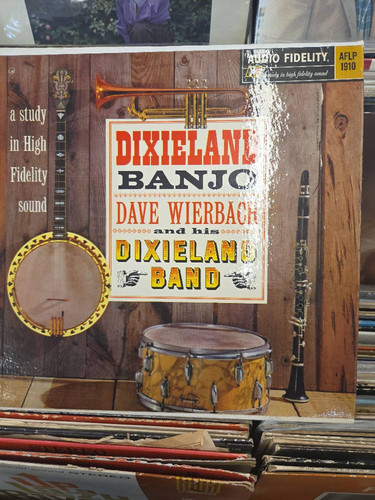 AUDIO FIDELITY
AFLP
1910
a study in high fidelity sound
a study
in High
Fidelity
sound
DIXIELAND
BANJO
DAVE WIERBACH
and his
DIXIELAND
BAND
STEREO